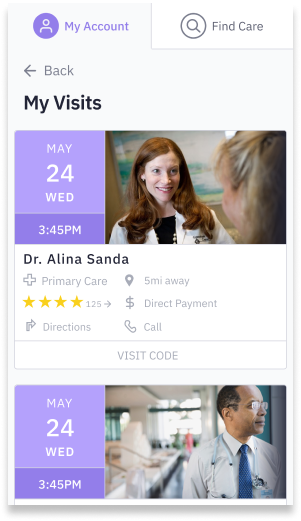 My Account
Find Care
Back
My Visits
MAY
24
WED
3:45PM
Dr. Alina Sanda
Primary Care
5mi away
125
Direct Payment
Directions
Call
VISIT CODE
MAY
24
WED
3:45PM